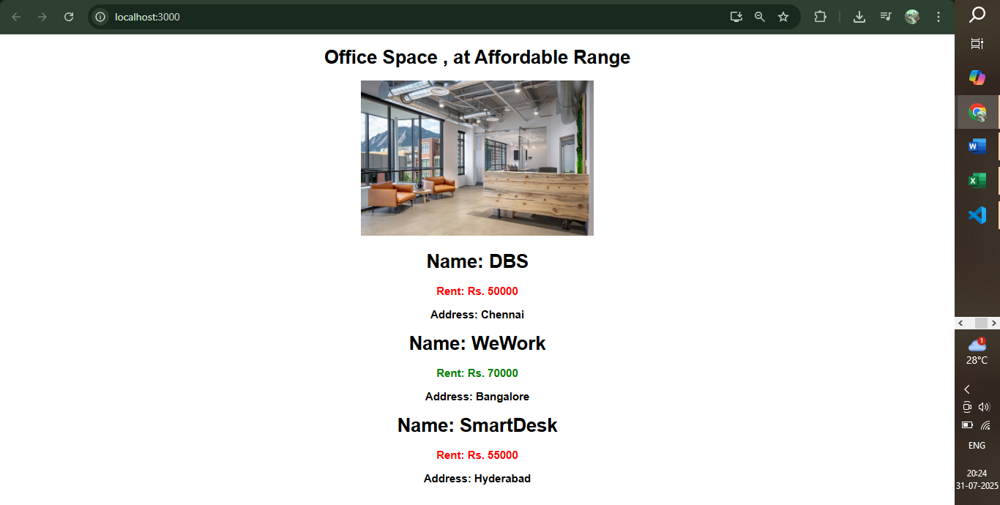 localhost:3000
Office Space , at Affordable Range
Name: DBS
Rent: Rs. 50000
Address: Chennai
Name: WeWork
Rent: Rs. 70000
Address: Bangalore
Name: SmartDesk
Rent: Rs. 55000
Address: Hyderabad
W
X
1
28°C
ENG
20:24
31-07-2025